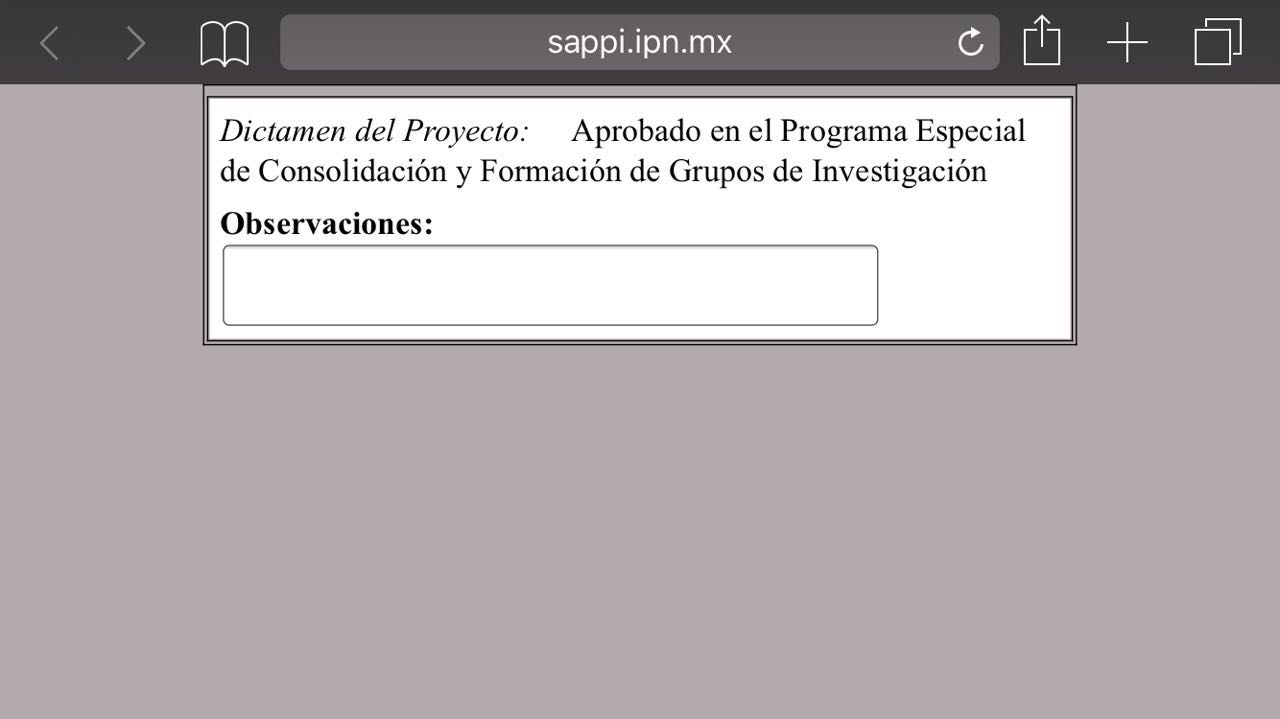 sappi.ipn.mx
Dictamen del Proyecto: Aprobado en el Programa Especial
de Consolidación y Formación de Grupos de Investigación
Observaciones: